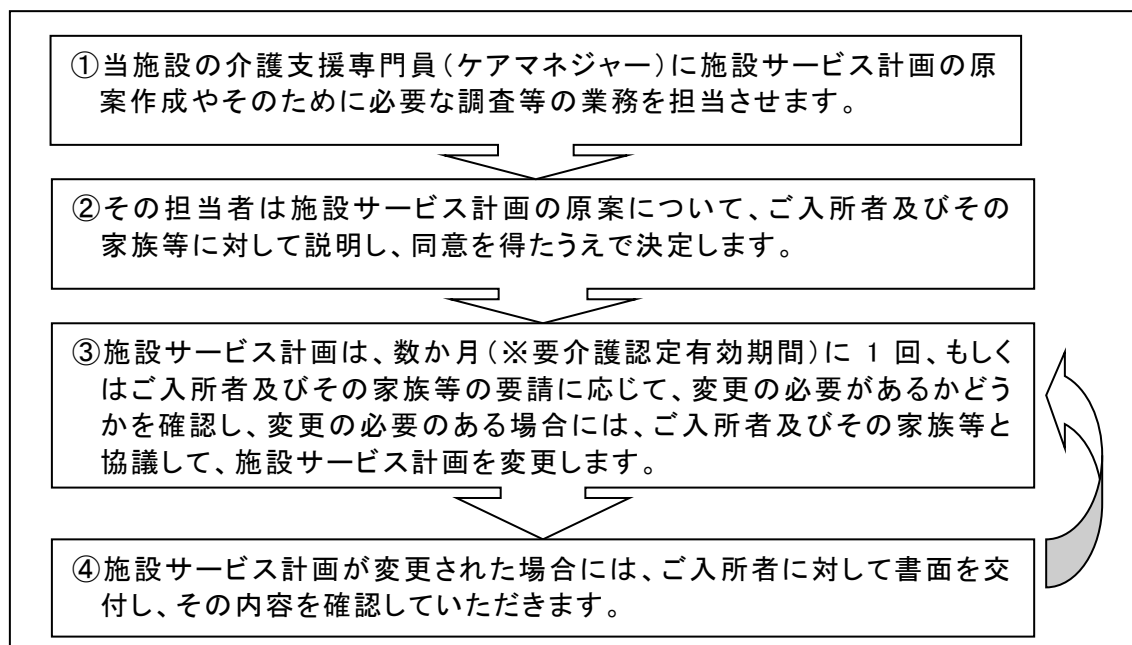 ①当施設の介護支援専門員(ケアマネジャー)に施設サービス計画の原
案作成やそのために必要な調査等の業務を担当させます。
②その担当者は施設サービス計画の原案について、ご入所者及びその
家族等に対して説明し、同意を得たうえで決定します。
③施設サービス計画は、数か月(※要介護認定有効期間)に 1 回、もしく
はご入所者及びその家族等の要請に応じて、変更の必要があるかどう
かを確認し、変更の必要のある場合には、ご入所者及びその家族等と
協議して、施設サービス計画を変更します。
④施設サービス計画が変更された場合には、ご入所者に対して書面を交
付し、その内容を確認していただきます。